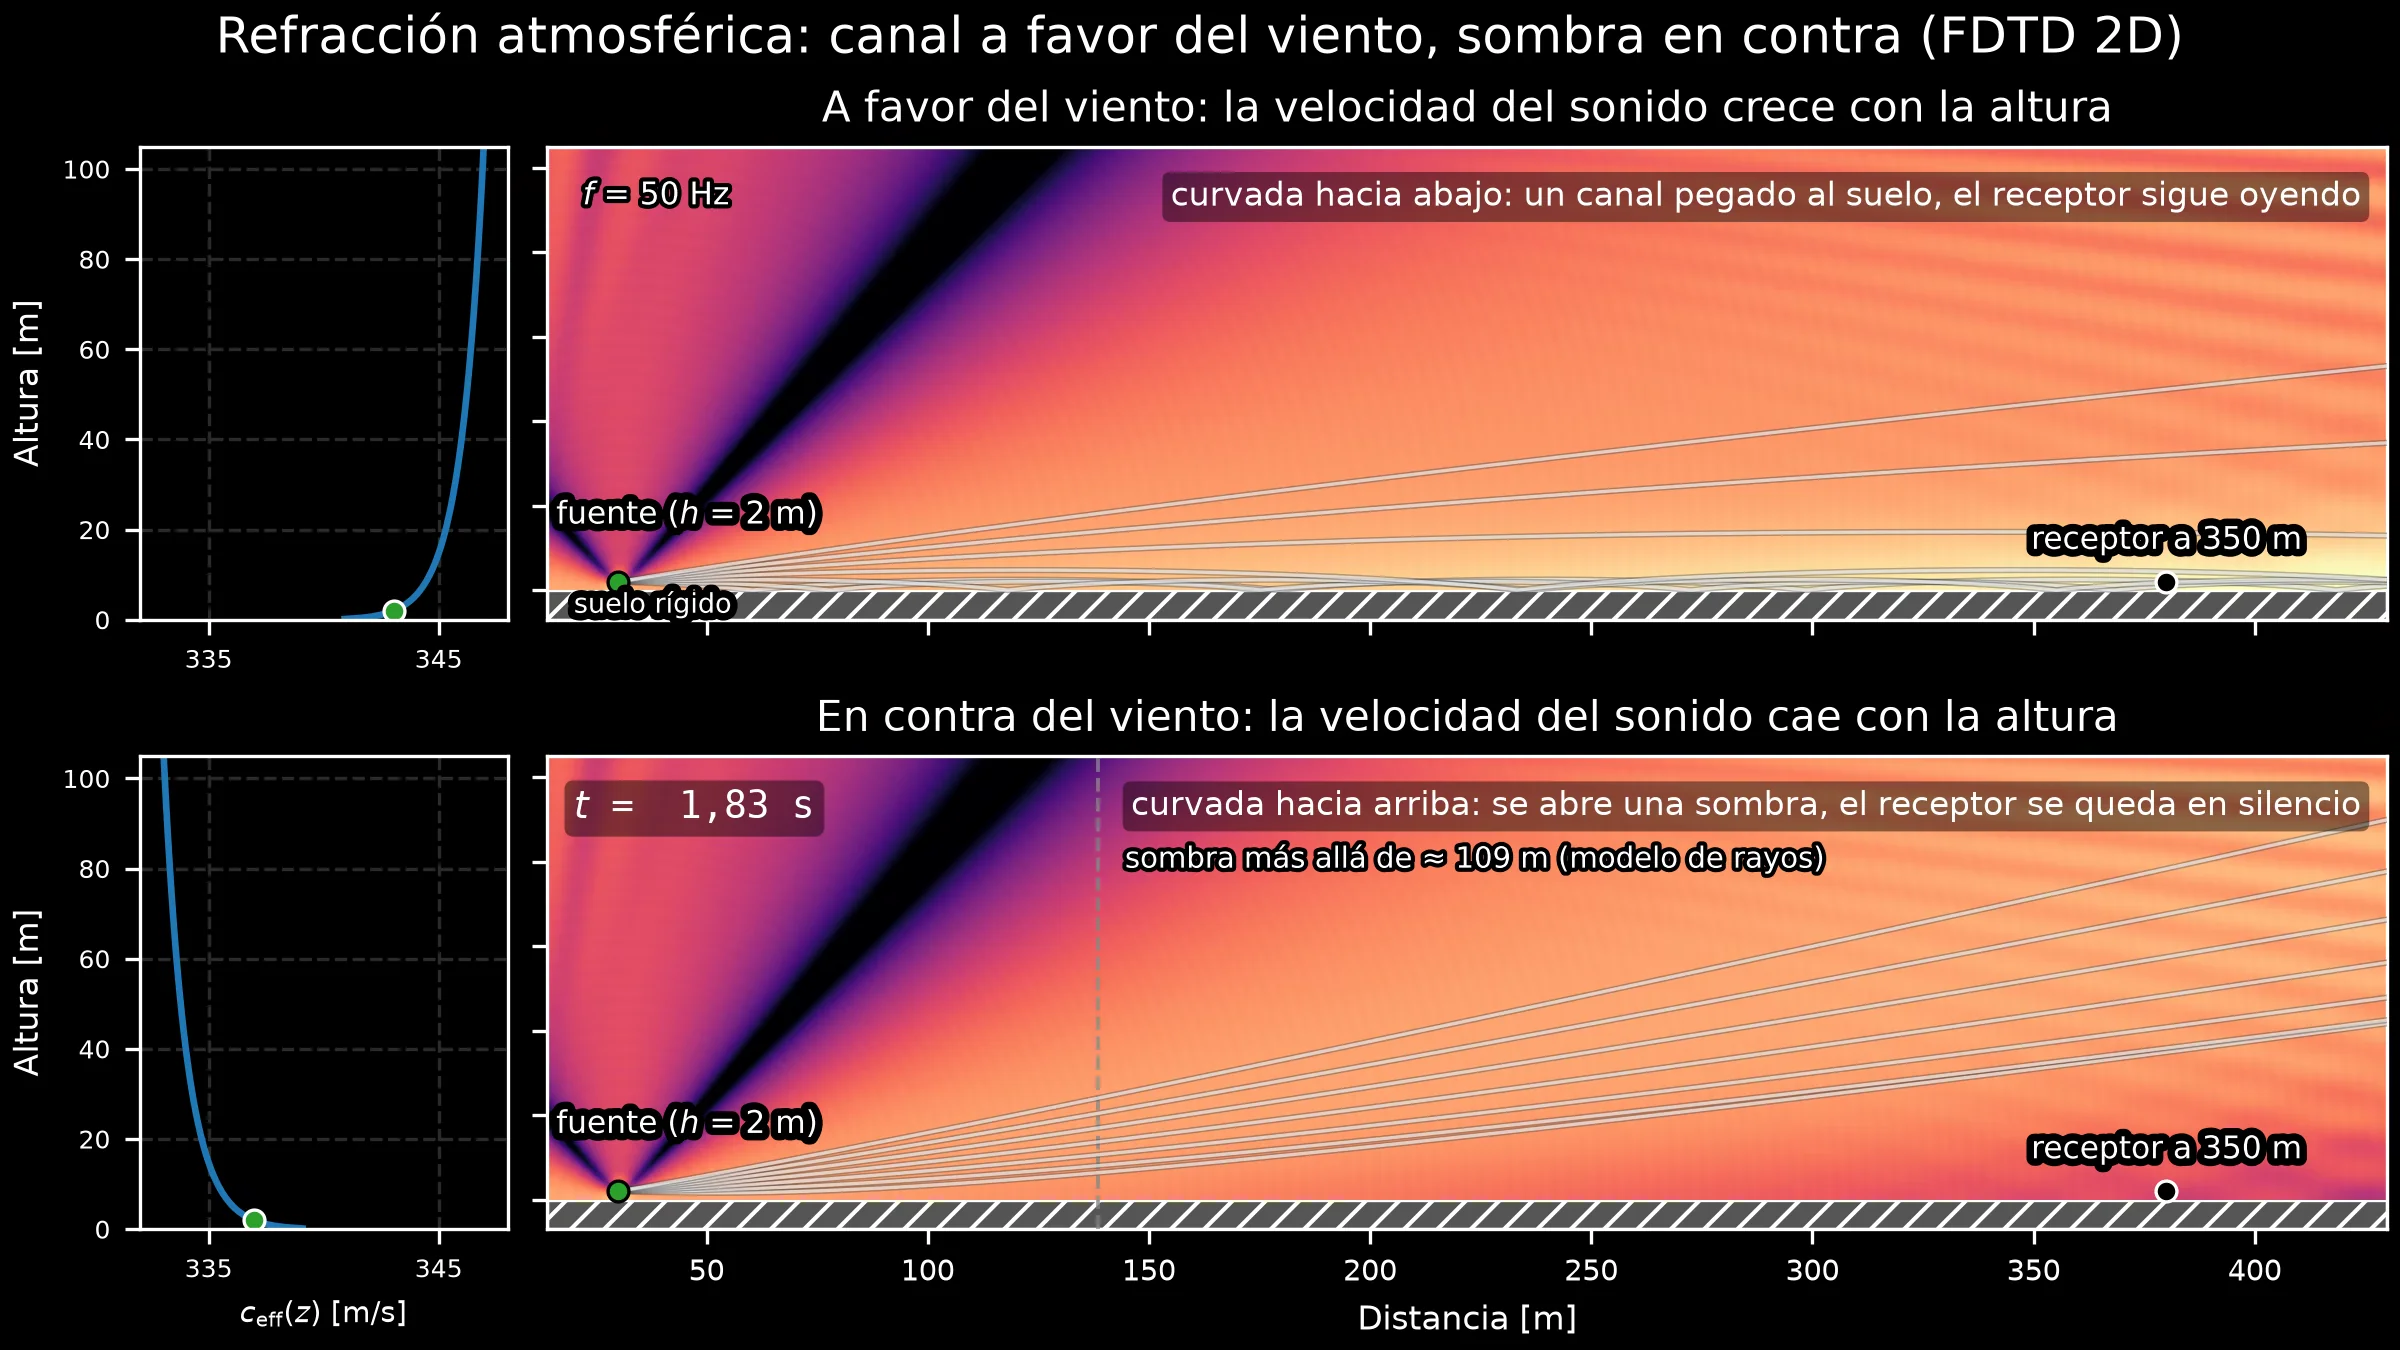 Refracción atmosférica: canal a favor del viento, sombra en contra (FDTD 2D)
A favor del viento: la velocidad del sonido crece con la altura
Altura [m]
100
80
60
40
20
0
335
345
f = 50 Hz
curvada hacia abajo: un canal pegado al suelo, el receptor sigue oyendo
fuente (h = 2 m)
receptor a 350 m
suelo rígido
En contra del viento: la velocidad del sonido cae con la altura
Altura [m]
100
80
60
40
20
0
335
345
c_eff(z) [m/s]
t = 1,83 s
curvada hacia arriba: se abre una sombra, el receptor se queda en silencio
sombra más allá de ≈ 109 m (modelo de rayos)
fuente (h = 2 m)
receptor a 350 m
50 100 150 200 250 300 350 400
Distancia [m]